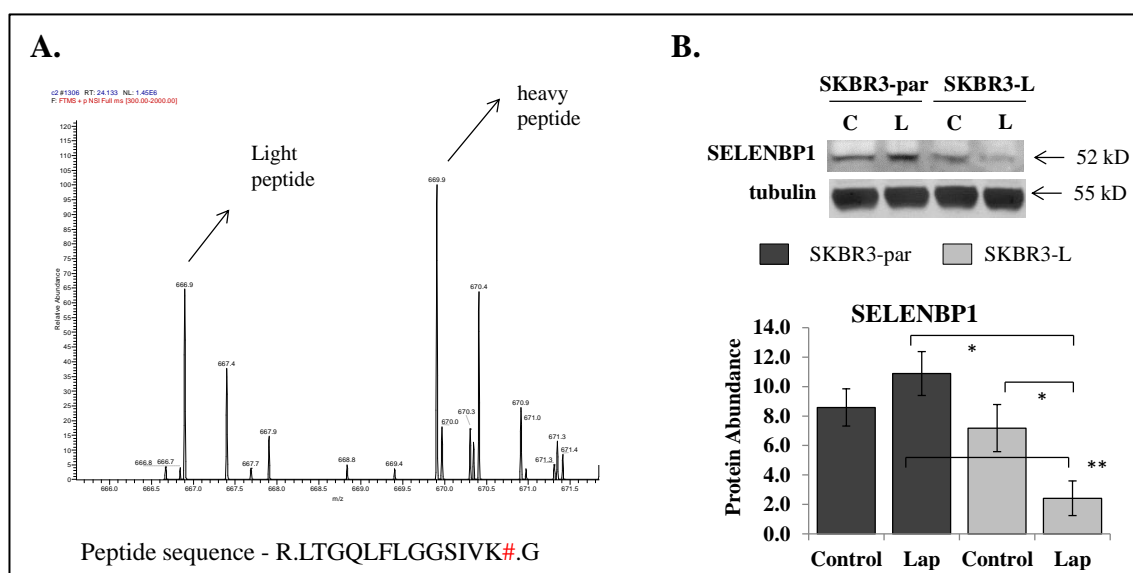 A.
c2 #1306 RT: 24.133 NL: 1.45E6
F: FTMS + p NSI Full ms [300.00-2000.00]
Light
peptide
heavy
peptide
Relative Abundance
120
115
110
105
100
95
90
85
80
75
70
65
60
55
50
45
40
35
30
25
20
15
10
5
0
666.8
666.7
666.9
667.4
667.7
667.9
668.8
669.4
669.9
670.0
670.3
670.4
670.9
671.0
671.3
671.3
671.4
666.0 666.5 667.0 667.5 668.0 668.5 669.0 669.5 670.0 670.5 671.0 671.5
m/z
Peptide sequence - R.LTGQLFLGGSIVK#.G
B.
SKBR3-par SKBR3-L
C L C L
SELENBP1 52 kD
tubulin 55 kD
SKBR3-par SKBR3-L
SELENBP1
Protein Abundance
14.0
12.0
10.0
8.0
6.0
4.0
2.0
0.0
*
*
**
Control Lap Control Lap